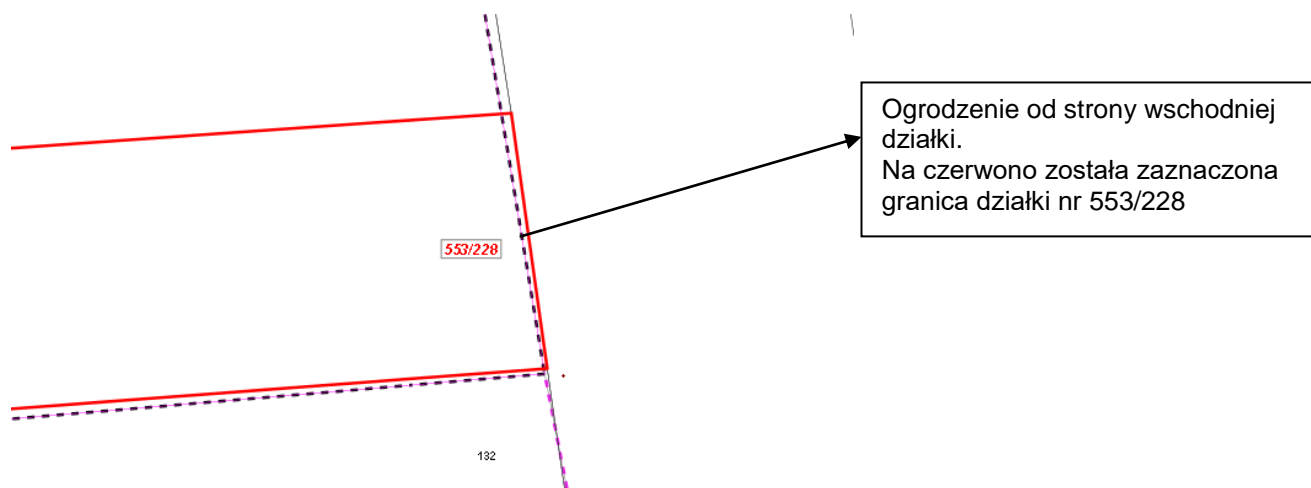 Ogrodzenie od strony wschodniej
działki.
Na czerwono została zaznaczona
granica działki nr 553/228
553/228
132